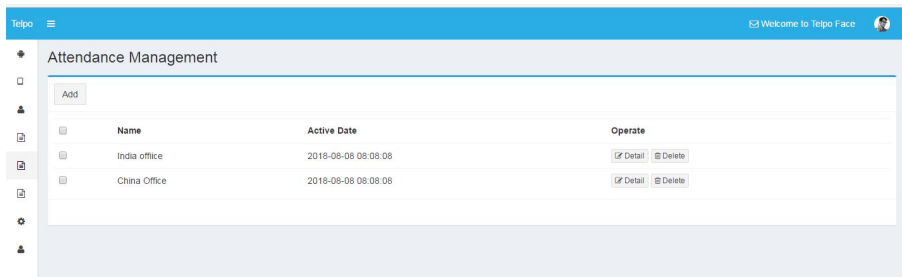 Telpo Welcome to Telpo Face
Attendance Management
Add
Name Active Date Operate
India offiice 2018-08-08 08:08:08 Detail Delete
China Office 2018-08-08 08:08:08 Detail Delete